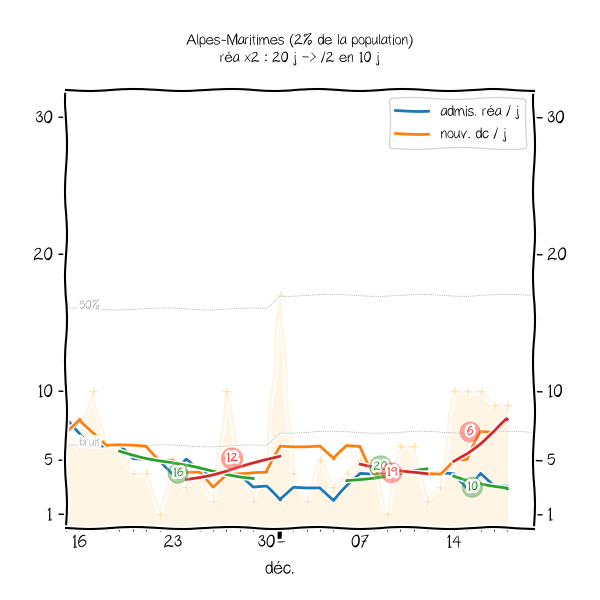 Alpes-Maritimes (2% de la population)
réa x2 : 20 j -> /2 en 10 j
admis. réa / j
nouv. dc / j
30 30
20 20
50%
10 10
bruit
6
12
20
19
16
10
5 5
1 1
16 23 30 07 14
déc.